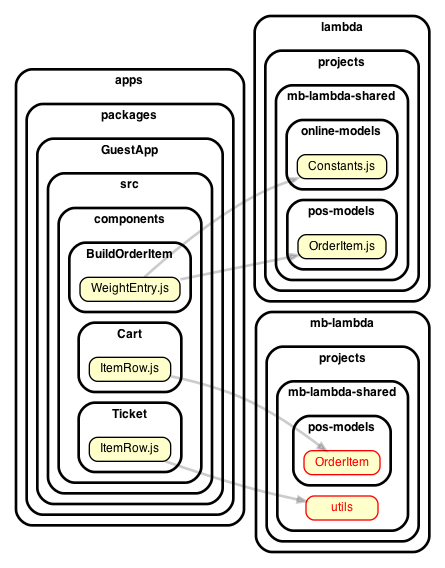 apps
packages
GuestApp
src
components
BuildOrderItem
WeightEntry.js
Cart
ItemRow.js
Ticket
ItemRow.js
lambda
projects
mb-lambda-shared
online-models
Constants.js
pos-models
OrderItem.js
mb-lambda
projects
mb-lambda-shared
pos-models
OrderItem
utils